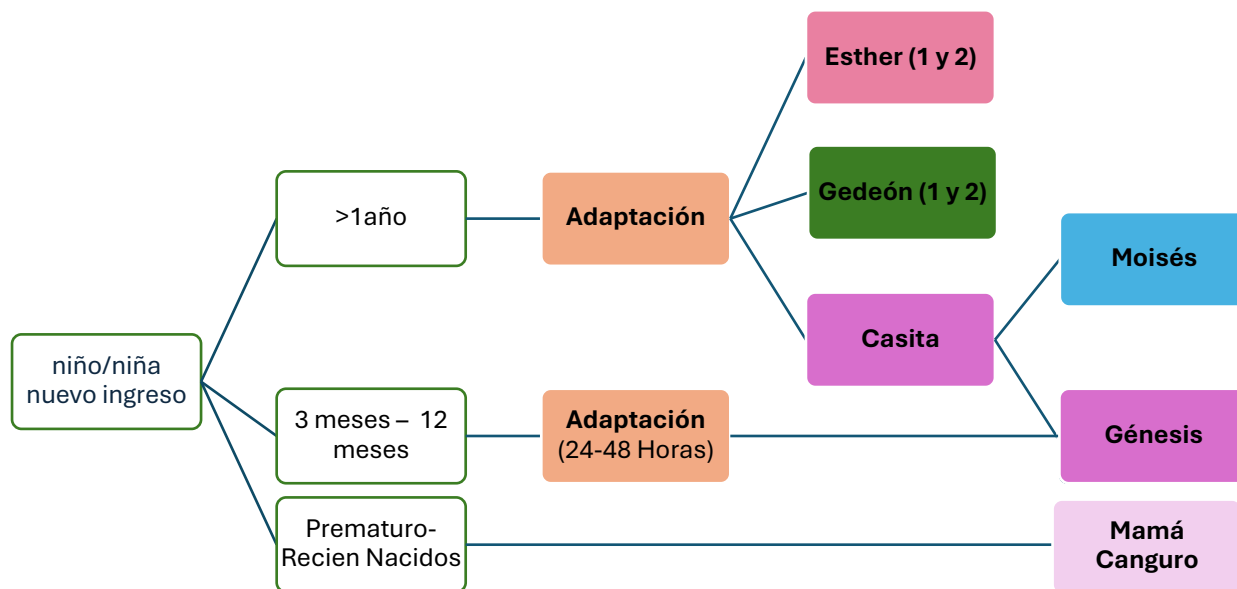 Esther (1 y 2)
>1año
Adaptación
Gedeón (1 y 2)
Moisés
Casita
niño/niña
nuevo ingreso
3 meses – 12
meses
Adaptación
(24-48 Horas)
Génesis
Prematuro-
Recien Nacidos
Mamá
Canguro